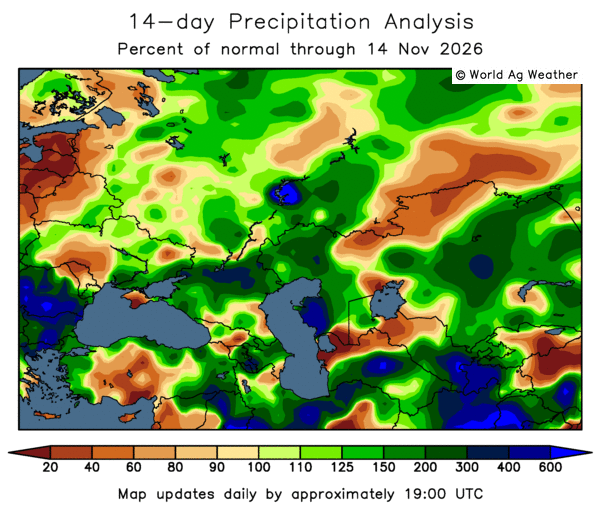 14-day Precipitation Analysis
Percent of normal through 14 Nov 2026
© World Ag Weather
20 40 60 80 90 100 110 125 150 200 300 400 600
Map updates daily by approximately 19:00 UTC